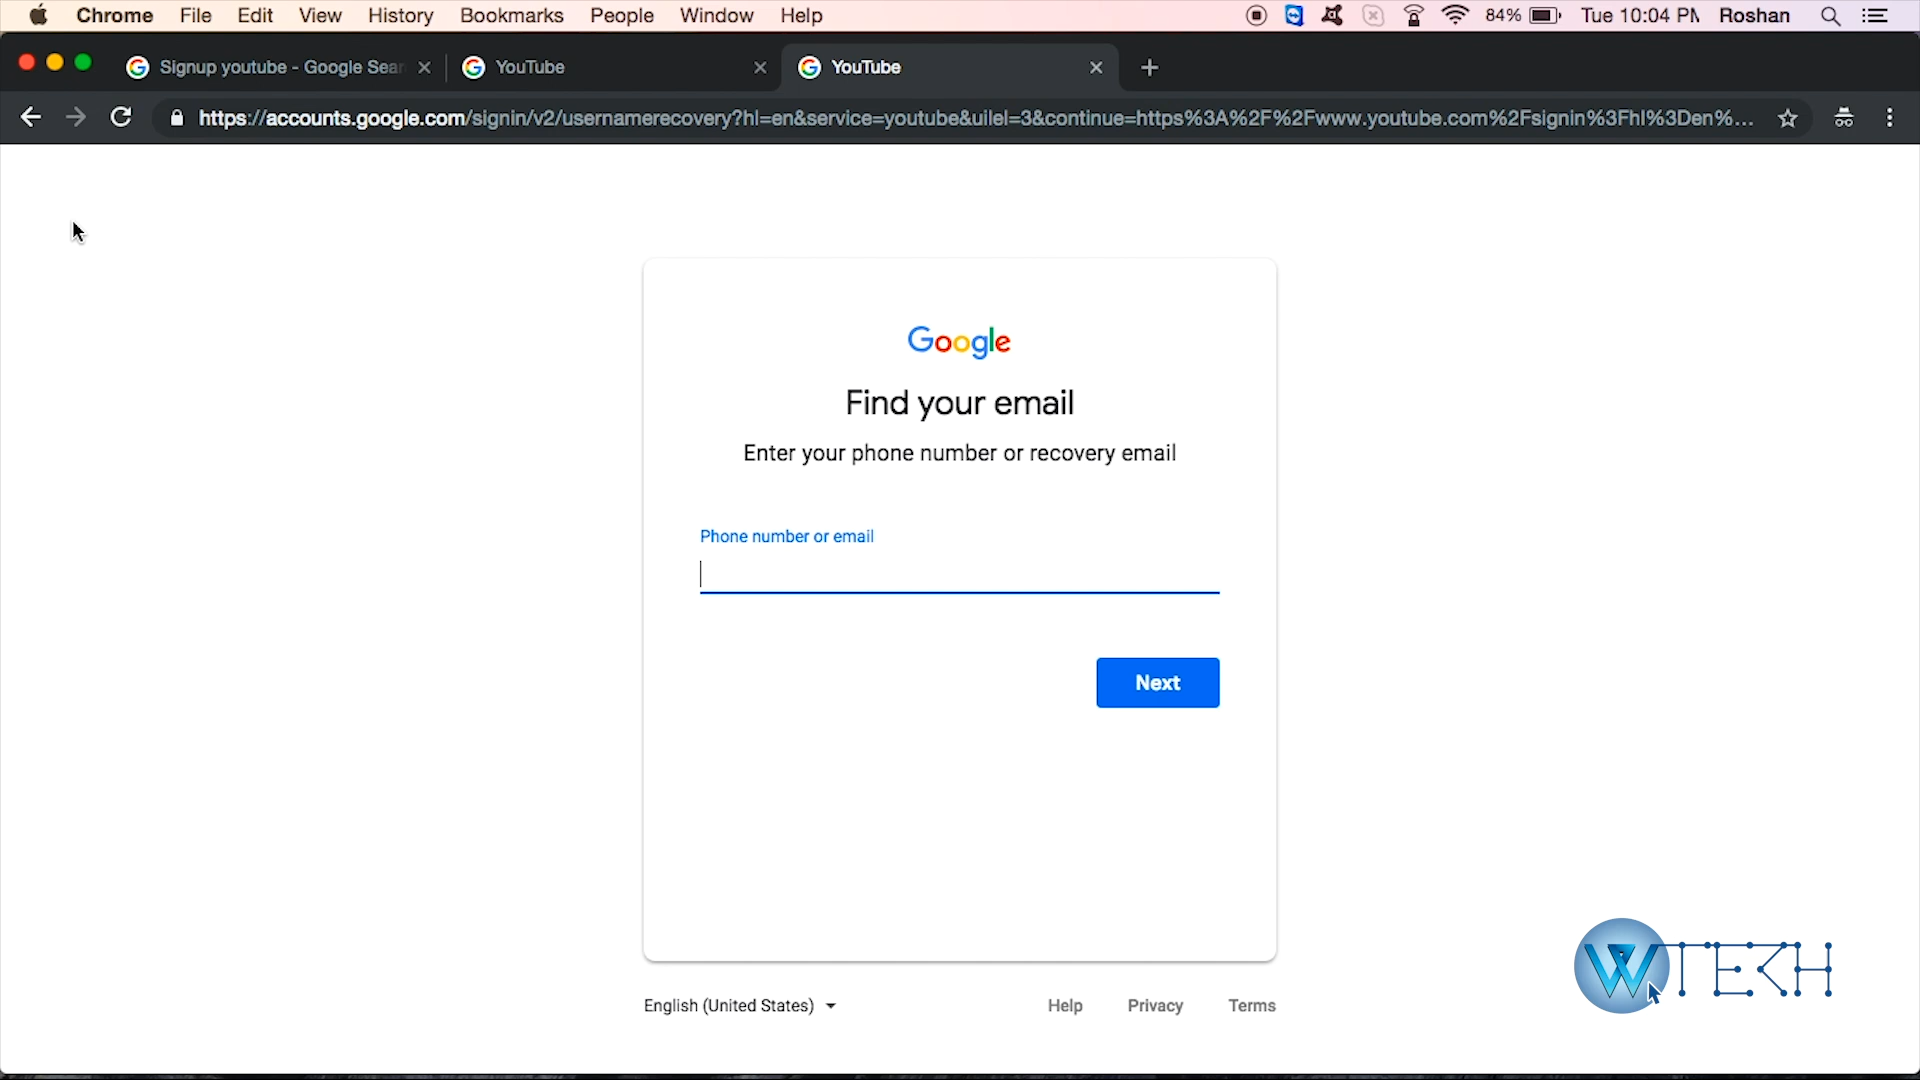 Chrome File Edit View History Bookmarks People Window Help 84% Tue 10:04 PM Roshan
Signup youtube - Google Sear YouTube YouTube
https://accounts.google.com/signin/v2/usernamerecovery?hl=en&service=youtube&uilel=3&continue=https%3A%2F%2Fwww.youtube.com%2Fsignin%3Fhl%3Den%...
Google
Find your email
Enter your phone number or recovery email
Phone number or email
Next
English (United States) Help Privacy Terms
WTEKH